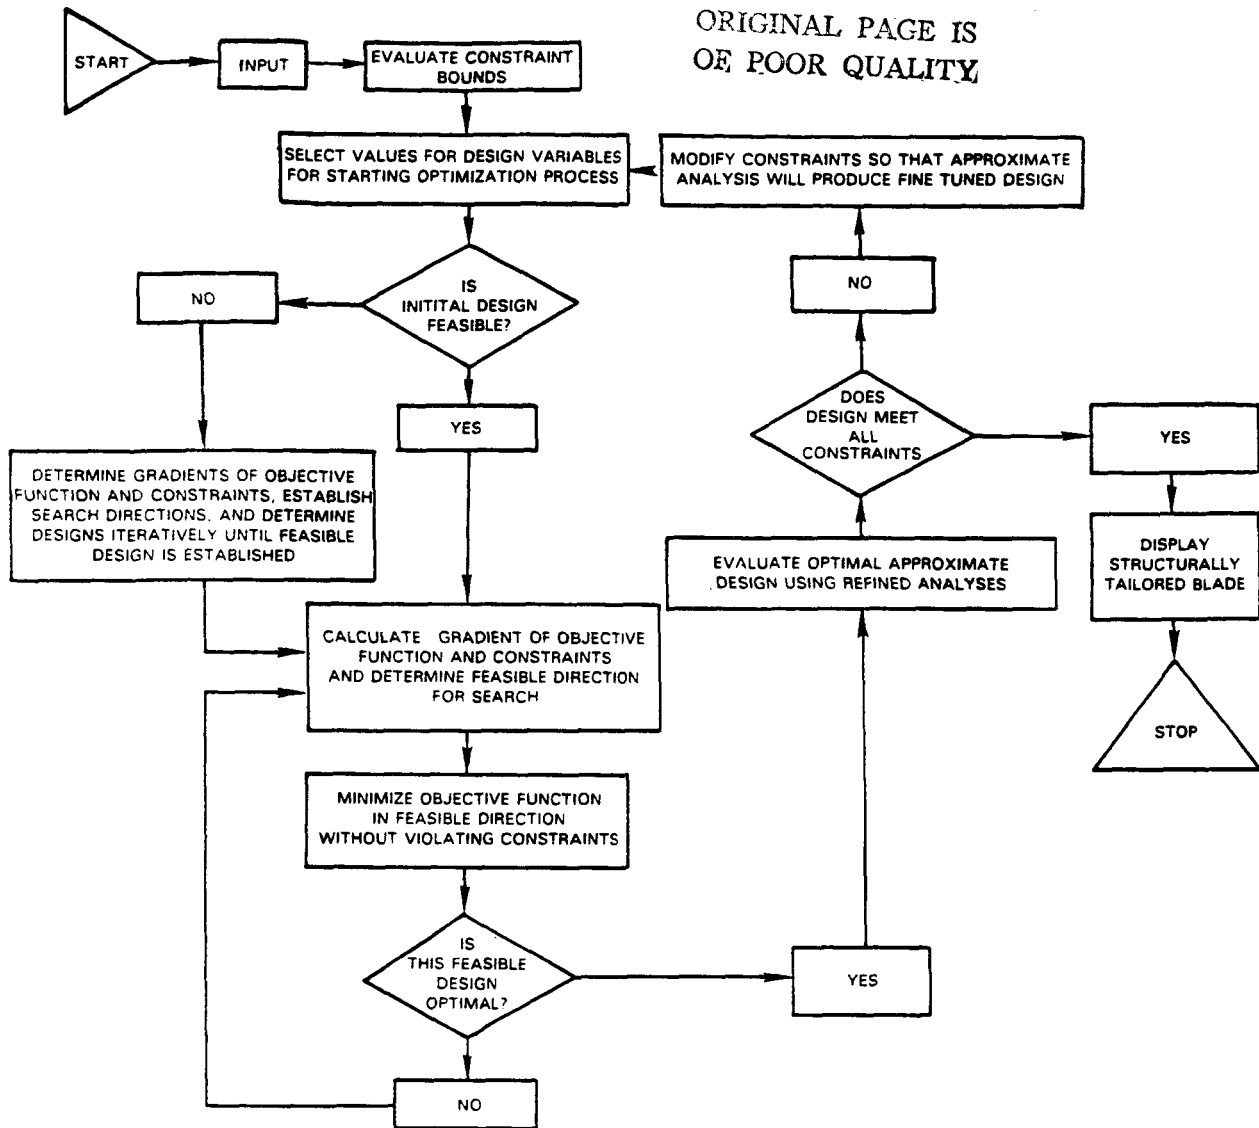 ORIGINAL PAGE IS
OF POOR QUALITY
START
INPUT
EVALUATE CONSTRAINT
BOUNDS
SELECT VALUES FOR DESIGN VARIABLES
FOR STARTING OPTIMIZATION PROCESS
MODIFY CONSTRAINTS SO THAT APPROXIMATE
ANALYSIS WILL PRODUCE FINE TUNED DESIGN
IS
INITITAL DESIGN
FEASIBLE?
NO
YES
DETERMINE GRADIENTS OF OBJECTIVE
FUNCTION AND CONSTRAINTS, ESTABLISH
SEARCH DIRECTIONS, AND DETERMINE
DESIGNS ITERATIVELY UNTIL FEASIBLE
DESIGN IS ESTABLISHED
CALCULATE GRADIENT OF OBJECTIVE
FUNCTION AND CONSTRAINTS
AND DETERMINE FEASIBLE DIRECTION
FOR SEARCH
MINIMIZE OBJECTIVE FUNCTION
IN FEASIBLE DIRECTION
WITHOUT VIOLATING CONSTRAINTS
IS
THIS FEASIBLE
DESIGN
OPTIMAL?
NO
YES
EVALUATE OPTIMAL APPROXIMATE
DESIGN USING REFINED ANALYSES
DOES
DESIGN MEET
ALL
CONSTRAINTS
NO
YES
DISPLAY
STRUCTURALLY
TAILORED BLADE
STOP